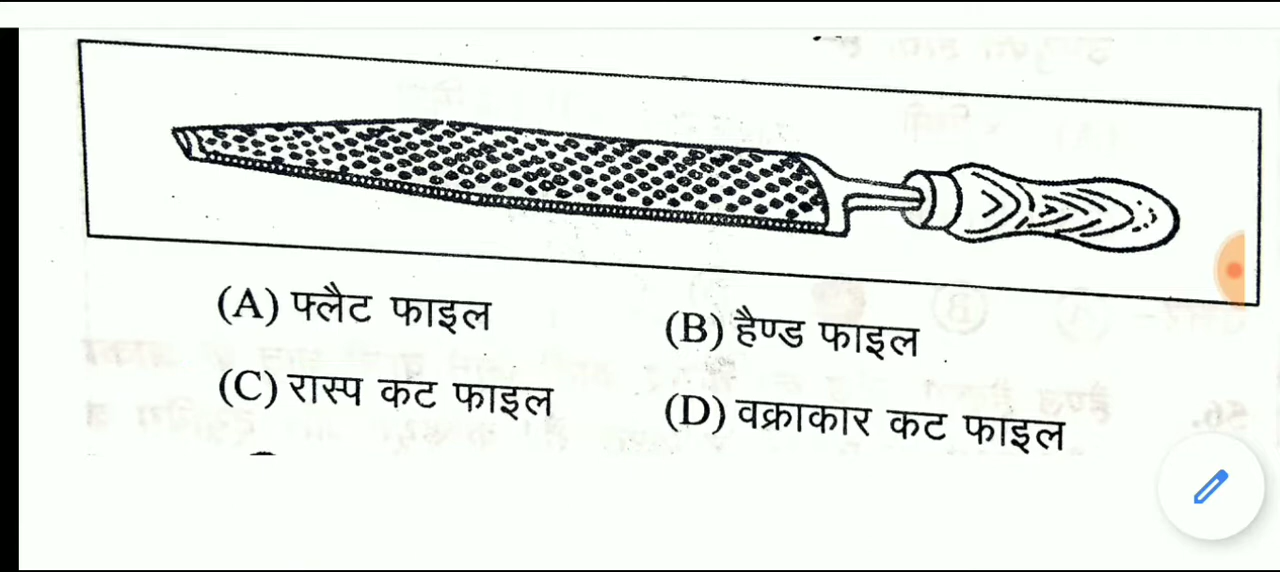 (A) फ्लैट फाइल
(B) हैण्ड फाइल
(C) रास्प कट फाइल
(D) वक्राकार कट फाइल